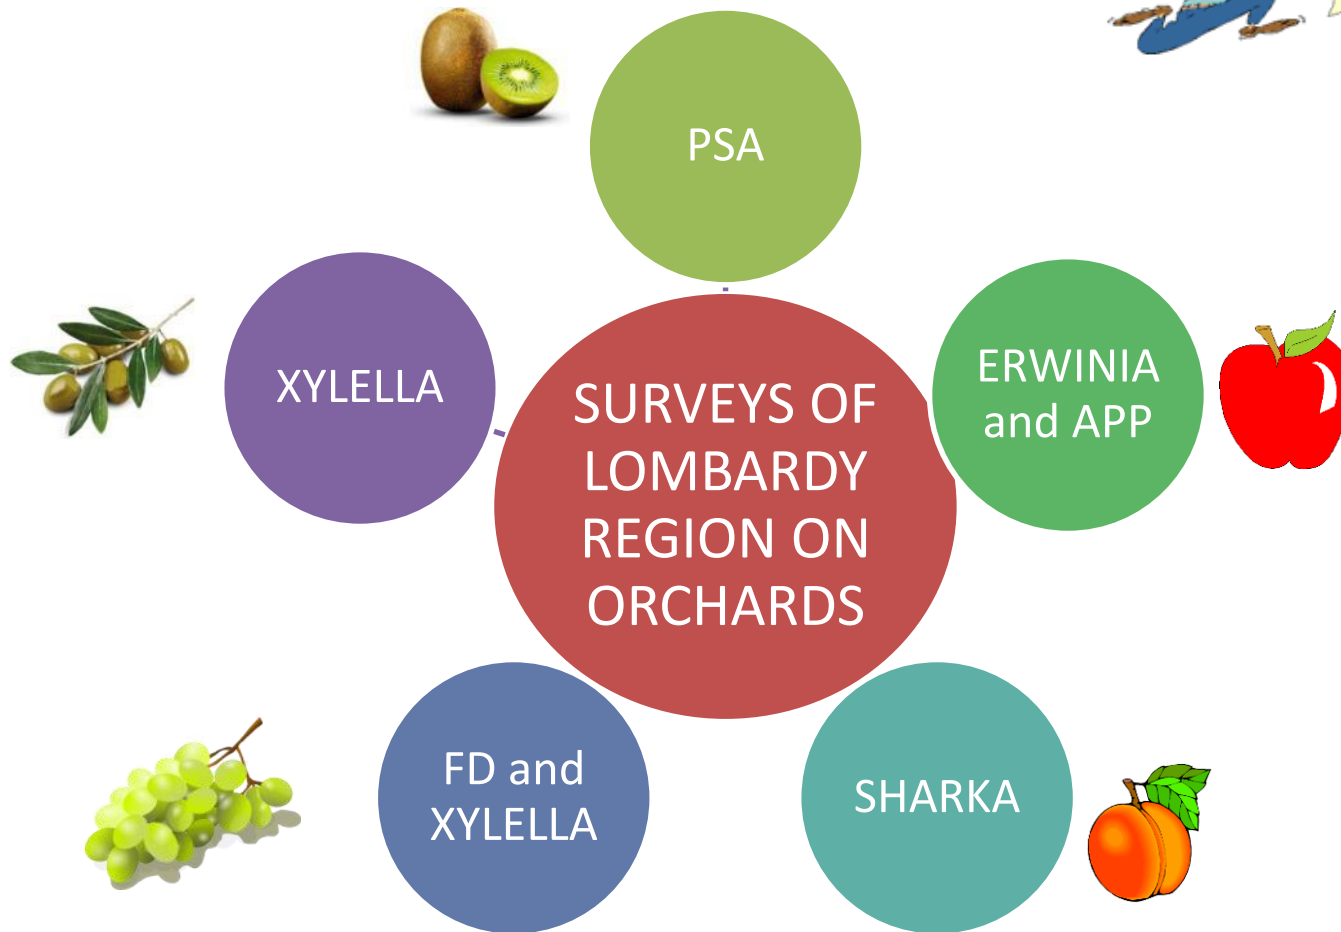 PSA
XYLELLA
ERWINIA
and APP
SURVEYS OF
LOMBARDY
REGION ON
ORCHARDS
FD and
XYLELLA
SHARKA